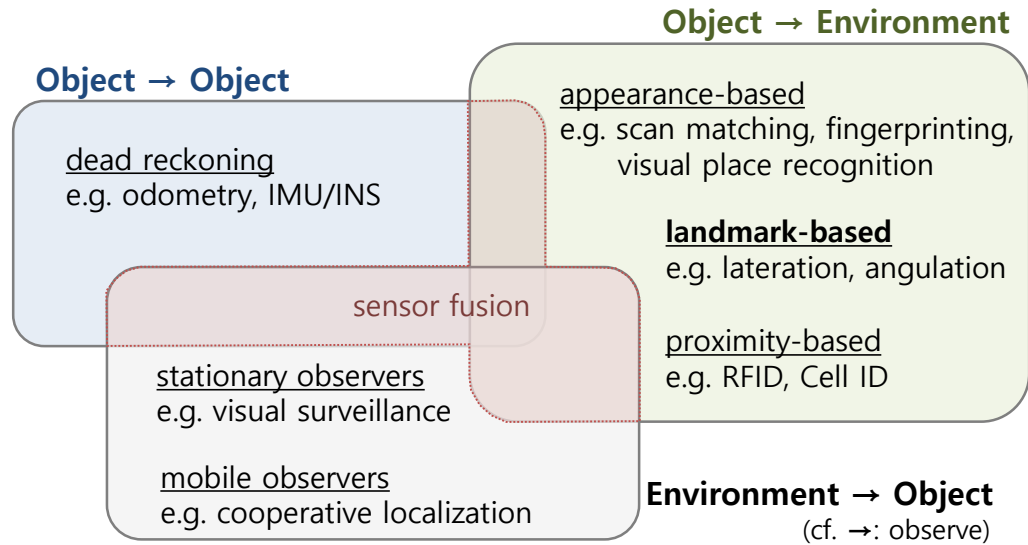 Object → Environment
Object → Object
appearance-based
e.g. scan matching, fingerprinting,
visual place recognition
dead reckoning
e.g. odometry, IMU/INS
landmark-based
e.g. lateration, angulation
sensor fusion
proximity-based
e.g. RFID, Cell ID
stationary observers
e.g. visual surveillance
mobile observers
e.g. cooperative localization
Environment → Object
(cf. →: observe)